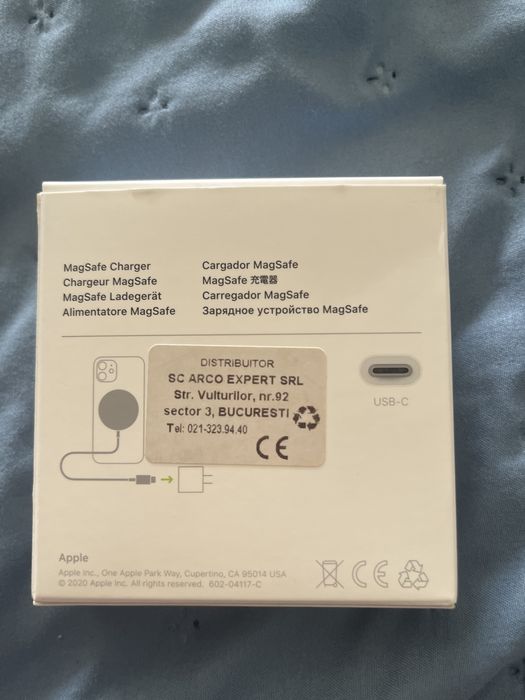 MagSafe Charger
Chargeur MagSafe
MagSafe Ladegerät
Alimentatore MagSafe
Cargador MagSafe
MagSafe 充電器
Carregador MagSafe
Зарядное устройство MagSafe
DISTRIBUITOR
SC ARCO EXPERT SRL
Str. Vulturilor, nr.92
sector 3, BUCURESTI
Tel: 021-323.94.40
CE
USB-C
Apple
Apple Inc., One Apple Park Way, Cupertino, CA 95014 USA
© 2020 Apple Inc. All rights reserved. 602-04117-C
CE